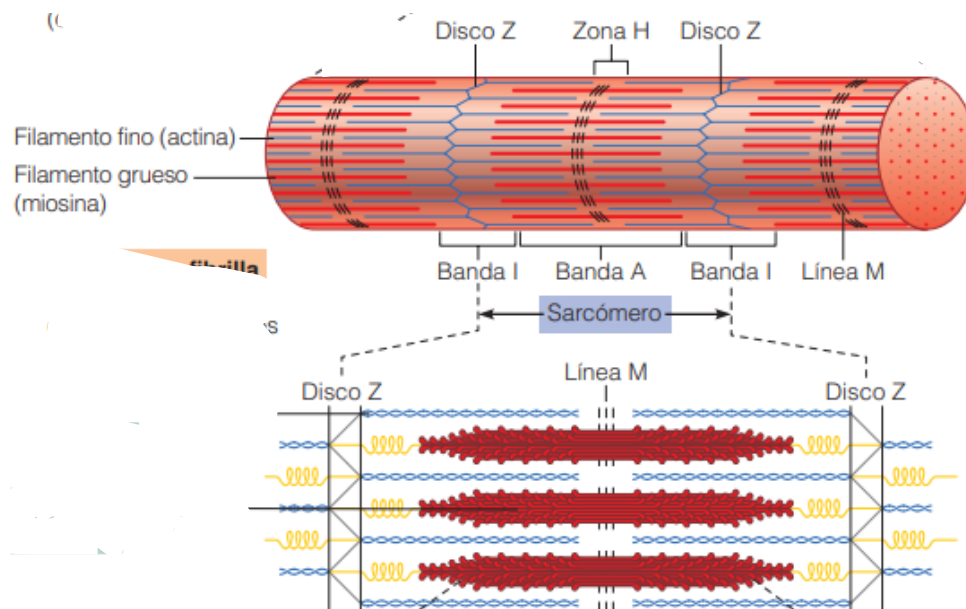 Disco Z
Zona H
Disco Z
Filamento fino (actina)
Filamento grueso
(miosina)
Banda I
Banda A
Banda I
Línea M
Sarcómero
Línea M
Disco Z
Disco Z